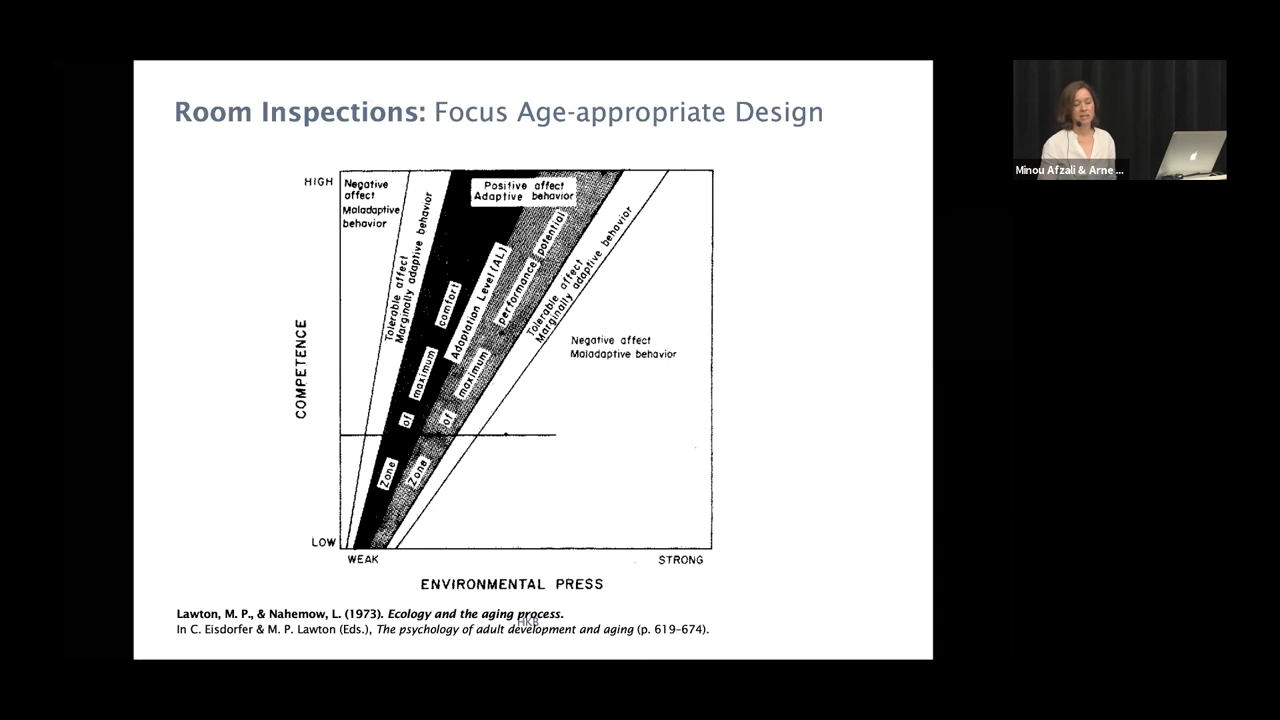 Room Inspections: Focus Age-appropriate Design
HIGH
Negative
affect
Maladaptive
behavior
Tolerable affect
Marginally adaptive behavior
Positive affect
Adaptive behavior
Zone of maximum comfort
Adaptation Level (AL)
Zone of maximum performance potential
Tolerable affect
Marginally adaptive behavior
Negative affect
Maladaptive behavior
COMPETENCE
LOW
WEAK
STRONG
ENVIRONMENTAL PRESS
Lawton, M. P., & Nahemow, L. (1973). Ecology and the aging process.
HKB
In C. Eisdorfer & M. P. Lawton (Eds.), The psychology of adult development and aging (p. 619–674).
Minou Afzali & Arne ...